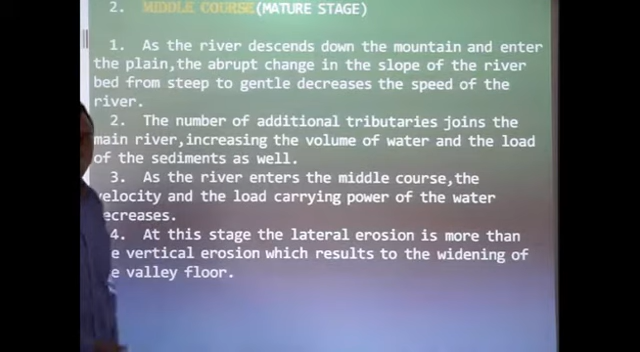 2. MIDDLE COURSE(MATURE STAGE)
1. As the river descends down the mountain and enter
the plain,the abrupt change in the slope of the river
bed from steep to gentle decreases the speed of the
river.
2. The number of additional tributaries joins the
main river,increasing the volume of water and the load
of the sediments as well.
3. As the river enters the middle course,the
elocity and the load carrying power of the water
ecreases.
4. At this stage the lateral erosion is more than
e vertical erosion which results to the widening of
e valley floor.